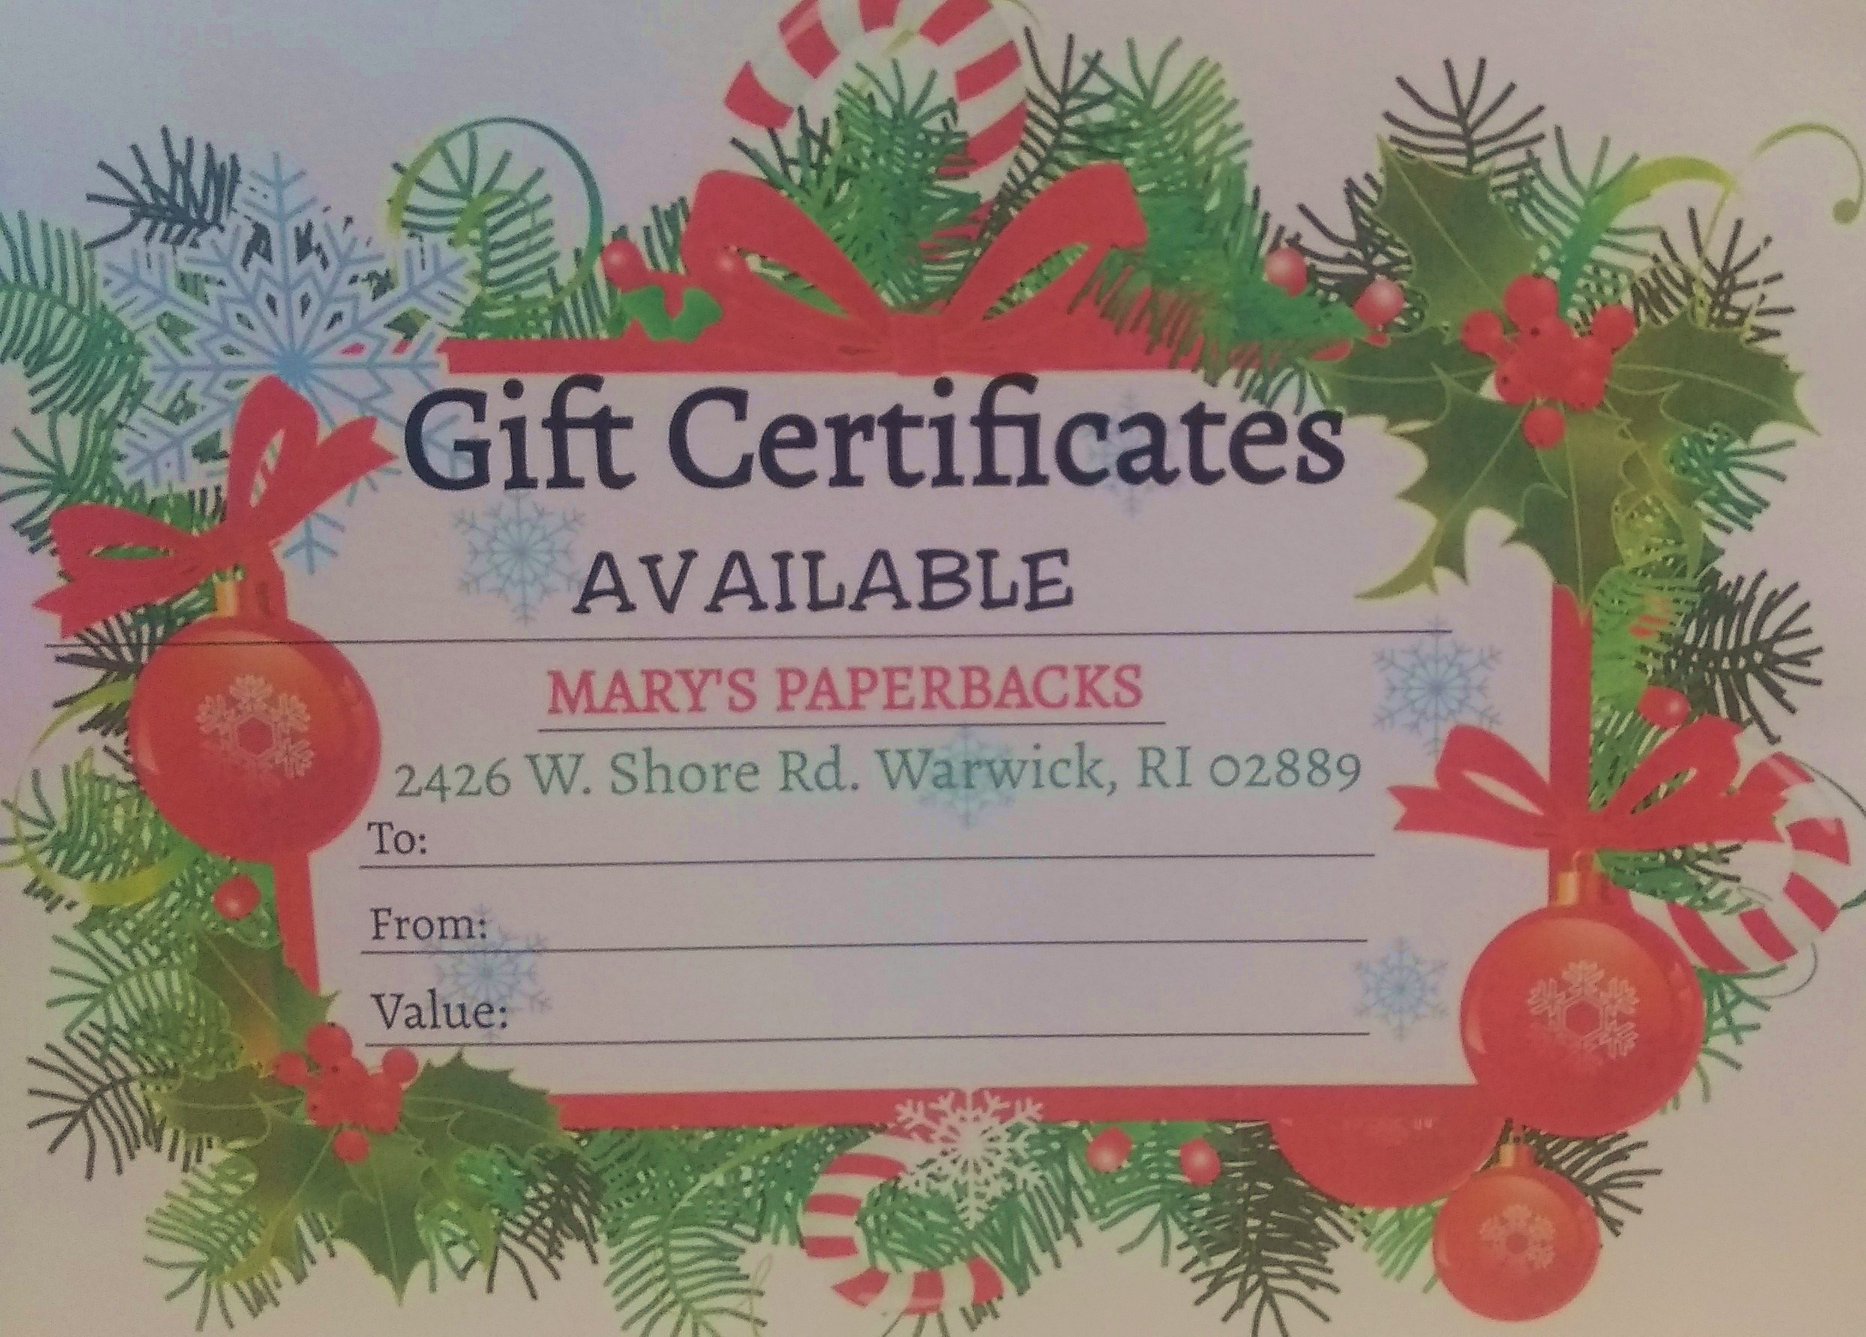 Gift Certificates
AVAILABLE
MARY'S PAPERBACKS
2426 W. Shore Rd. Warwick, RI 02889
To:
From:
Value: